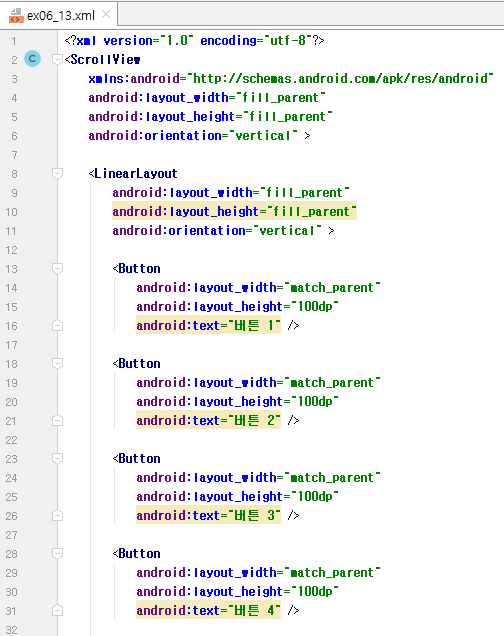 ex06_13.xml
1 <?xml version="1.0" encoding="utf-8"?>
2 C <ScrollView
3 xmlns:android="http://schemas.android.com/apk/res/android"
4 android:layout_width="fill_parent"
5 android:layout_height="fill_parent"
6 android:orientation="vertical" >
7
8 <LinearLayout
9 android:layout_width="fill_parent"
10 android:layout_height="fill_parent"
11 android:orientation="vertical" >
12
13 <Button
14 android:layout_width="match_parent"
15 android:layout_height="100dp"
16 android:text="버튼 1" />
17
18 <Button
19 android:layout_width="match_parent"
20 android:layout_height="100dp"
21 android:text="버튼 2" />
22
23 <Button
24 android:layout_width="match_parent"
25 android:layout_height="100dp"
26 android:text="버튼 3" />
27
28 <Button
29 android:layout_width="match_parent"
30 android:layout_height="100dp"
31 android:text="버튼 4" />
32